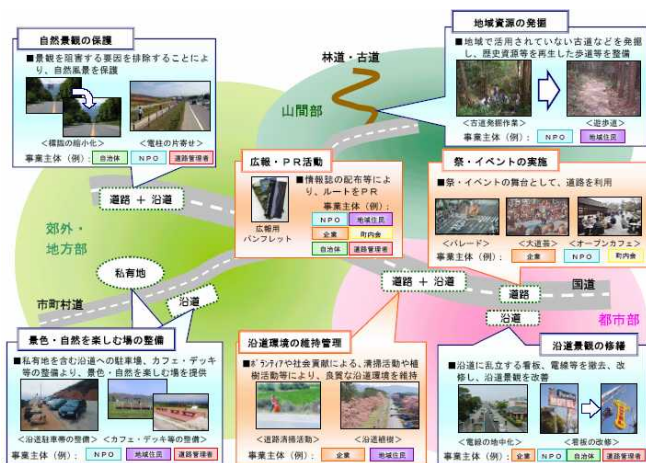 自然景観の保護
■景観を阻害する要因を排除することにより、自然風景を保護
<標識の縮小化>
<電柱の片寄せ>
事業主体（例）：
自治体
NPO
道路管理者
林道・古道
山間部
地域資源の発掘
■地域で活用されていない古道などを発掘し、歴史資源等を再生した歩道等を整備
<古道発掘作業>
<遊歩道>
事業主体（例）：
NPO
地域住民
広報・PR活動
■情報誌の配布等により、ルートをPR
広報用
パンフレット
事業主体（例）：
NPO
地域住民
企業
町内会
自治体
道路管理者
祭・イベントの実施
■祭・イベントの舞台として、道路を利用
<パレード>
<大道芸>
<オープンカフェ>
事業主体（例）：
企業
NPO
町内会
道路 + 沿道
郊外・
地方部
私有地
沿道
市町村道
道路 + 沿道
道路
沿道
国道
都市部
景色・自然を楽しむ場の整備
■私有地を含む沿道への駐車場、カフェ・デッキ等の整備より、景色・自然を楽しむ場を提供
<沿道駐車帯の整備>
<カフェ・デッキ等の整備>
事業主体（例）：
NPO
地域住民
道路管理者
沿道環境の維持管理
■ボランティアや社会貢献による、清掃活動や植樹活動等により、良質な沿道環境を維持
<道路清掃活動>
<沿道植樹>
事業主体（例）：
企業
地域住民
沿道景観の修繕
■沿道に乱立する看板、電線等を撤去、改修し、沿道景観を改善
<電線の地中化>
<看板の改修>
事業主体（例）：
企業
NPO
自治体
道路管理者